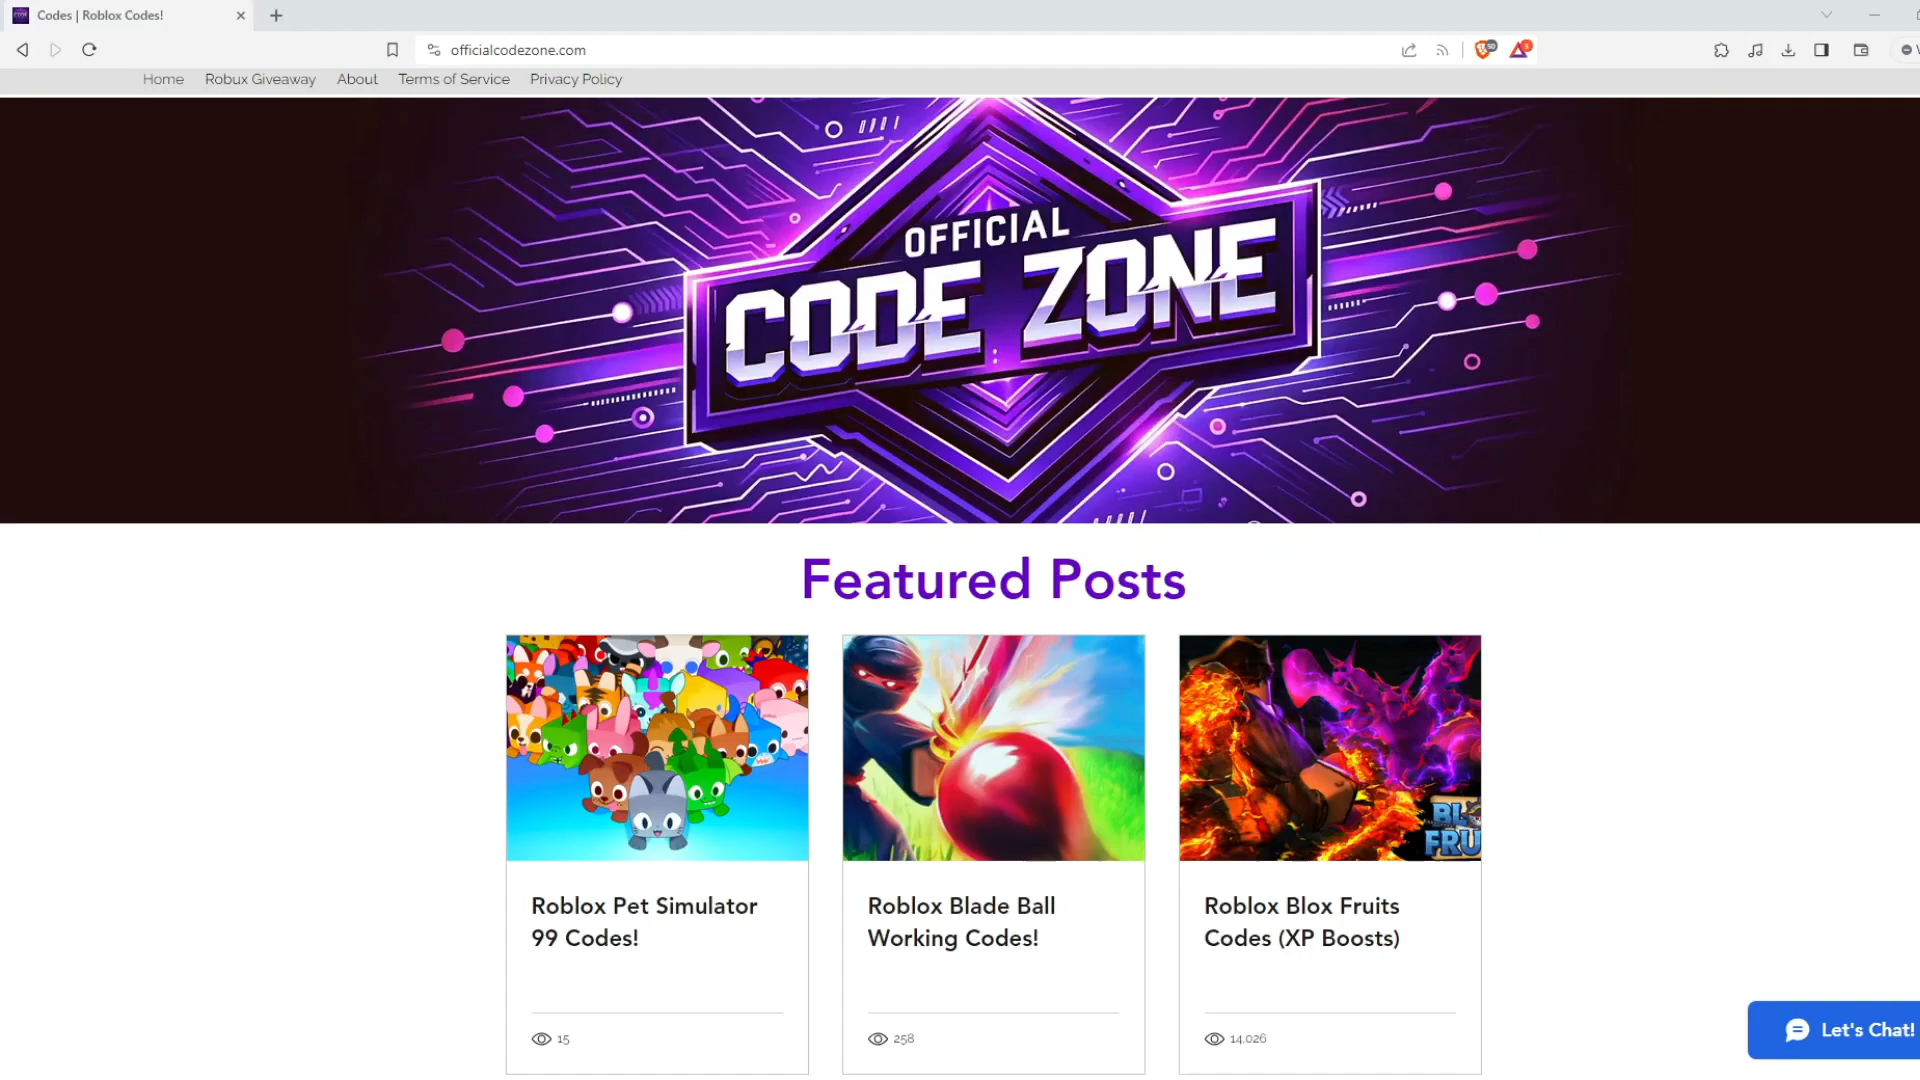 Codes | Roblox Codes!
officialcodezone.com
Home Robux Giveaway About Terms of Service Privacy Policy
OFFICIAL
CODE ZONE
Featured Posts
Roblox Pet Simulator
99 Codes!
15
Roblox Blade Ball
Working Codes!
258
BL
FRU
Roblox Blox Fruits
Codes (XP Boosts)
14,026
Let's Chat!